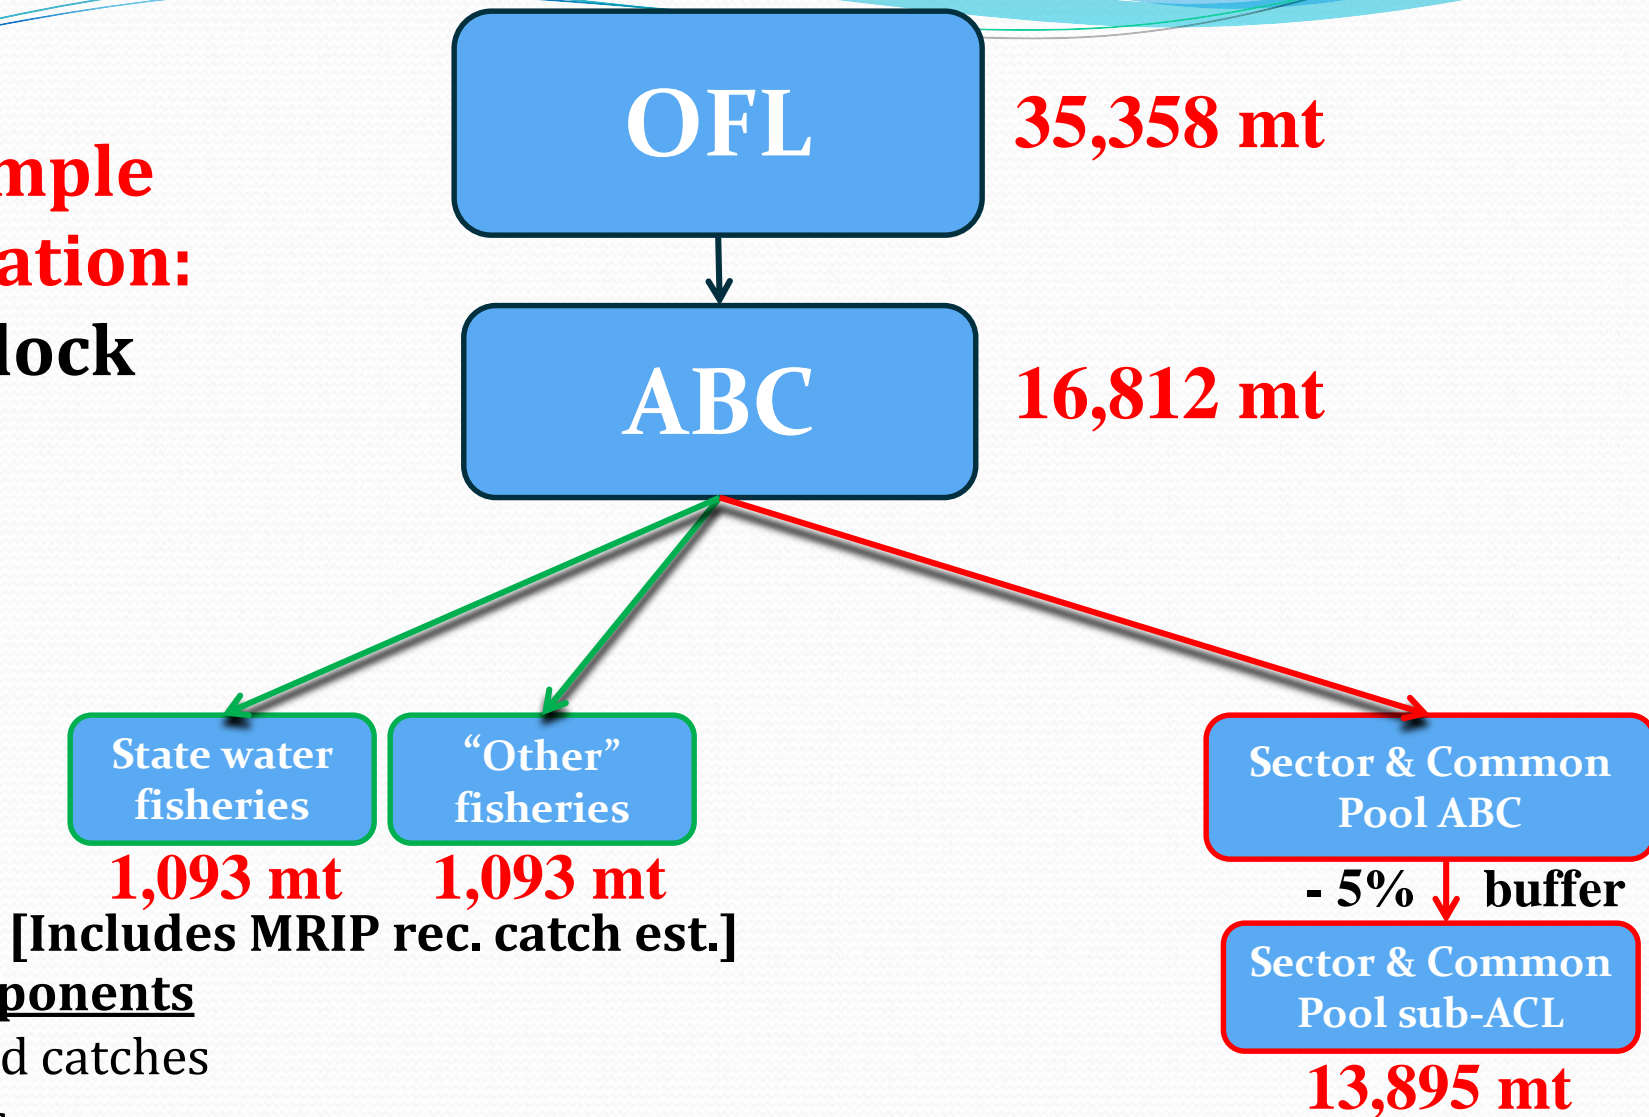 OFL
35,358 mt
mple
ation:
lock
ABC
16,812 mt
State water
fisheries
“Other”
fisheries
Sector & Common
Pool ABC
1,093 mt
1,093 mt
- 5% buffer
[Includes MRIP rec. catch est.]
Sector & Common
Pool sub-ACL
ponents
d catches
13,895 mt